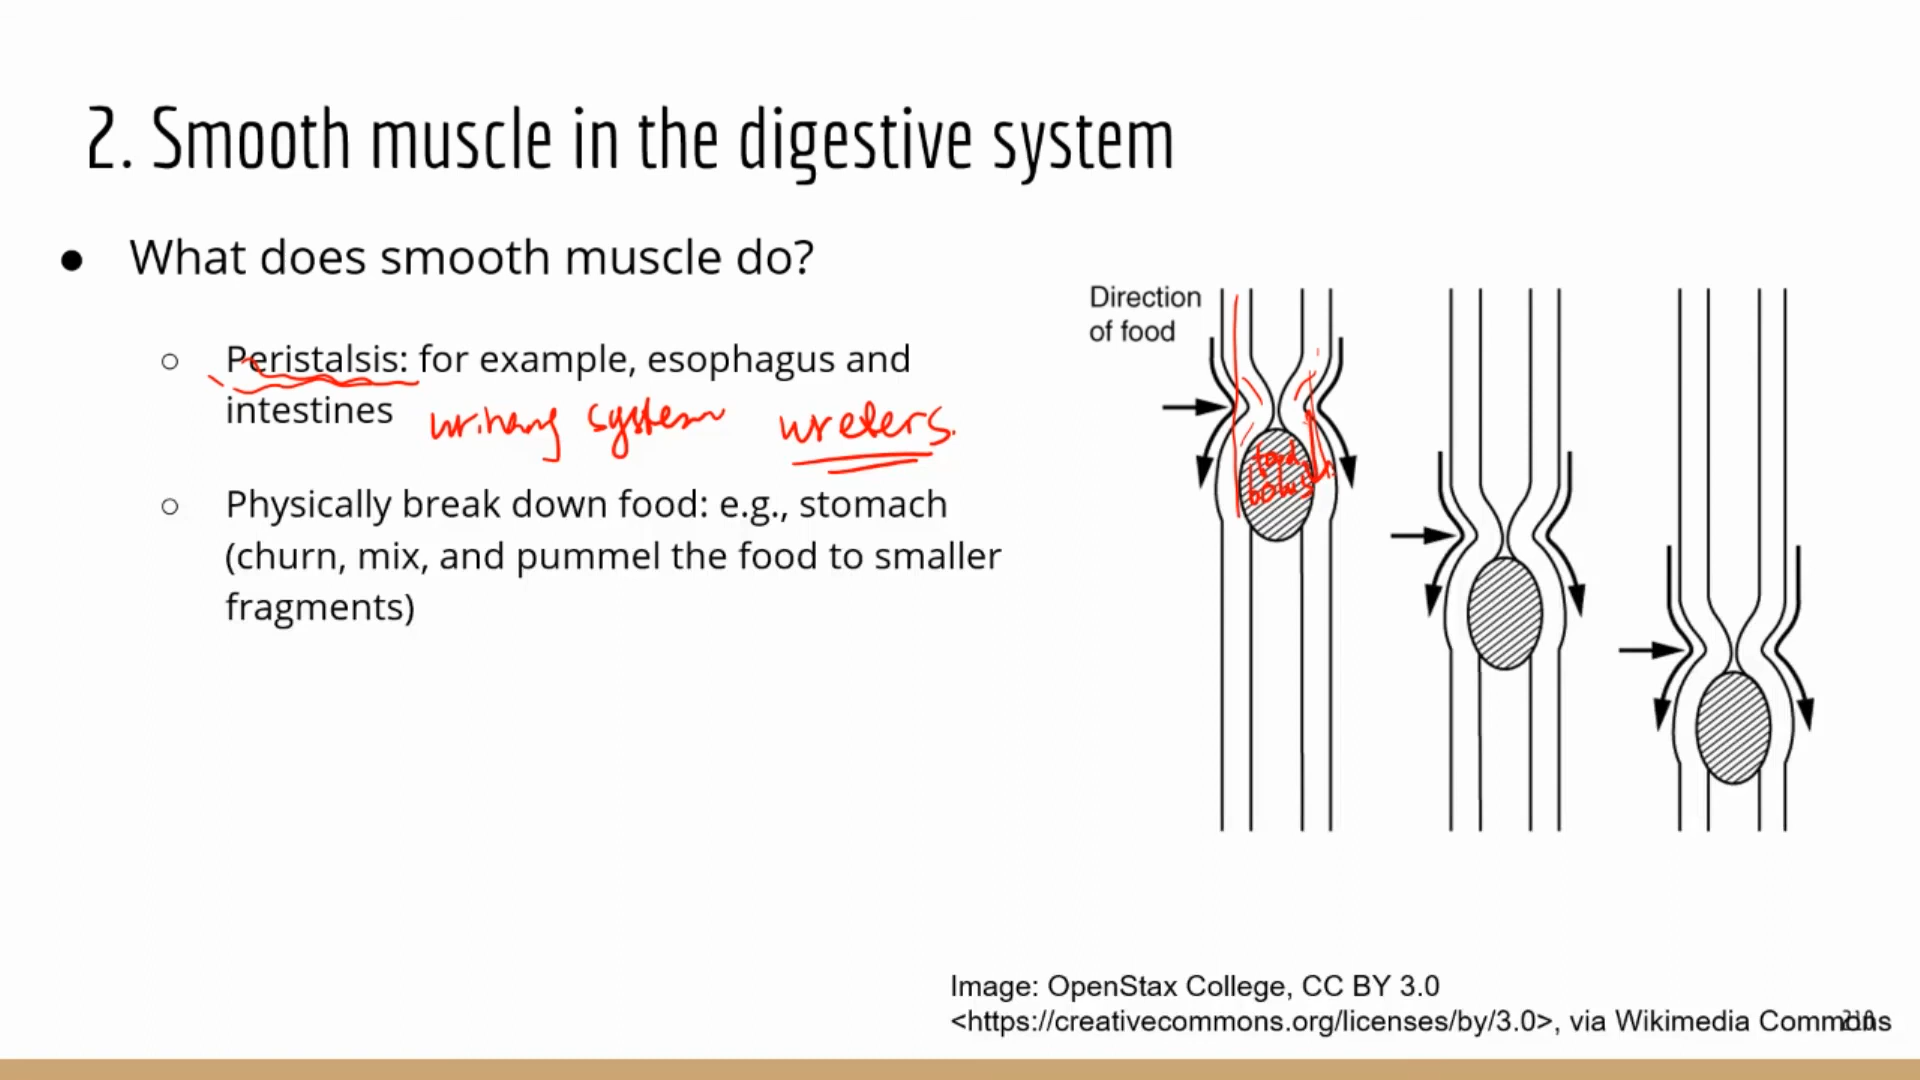 2. Smooth muscle in the digestive system
● What does smooth muscle do?
○ Peristalsis: for example, esophagus and
intestines
urinary system ureters.
○ Physically break down food: e.g., stomach
(churn, mix, and pummel the food to smaller
fragments)
Direction
of food
food
bolus
Image: OpenStax College, CC BY 3.0
<https://creativecommons.org/licenses/by/3.0>, via Wikimedia Commons